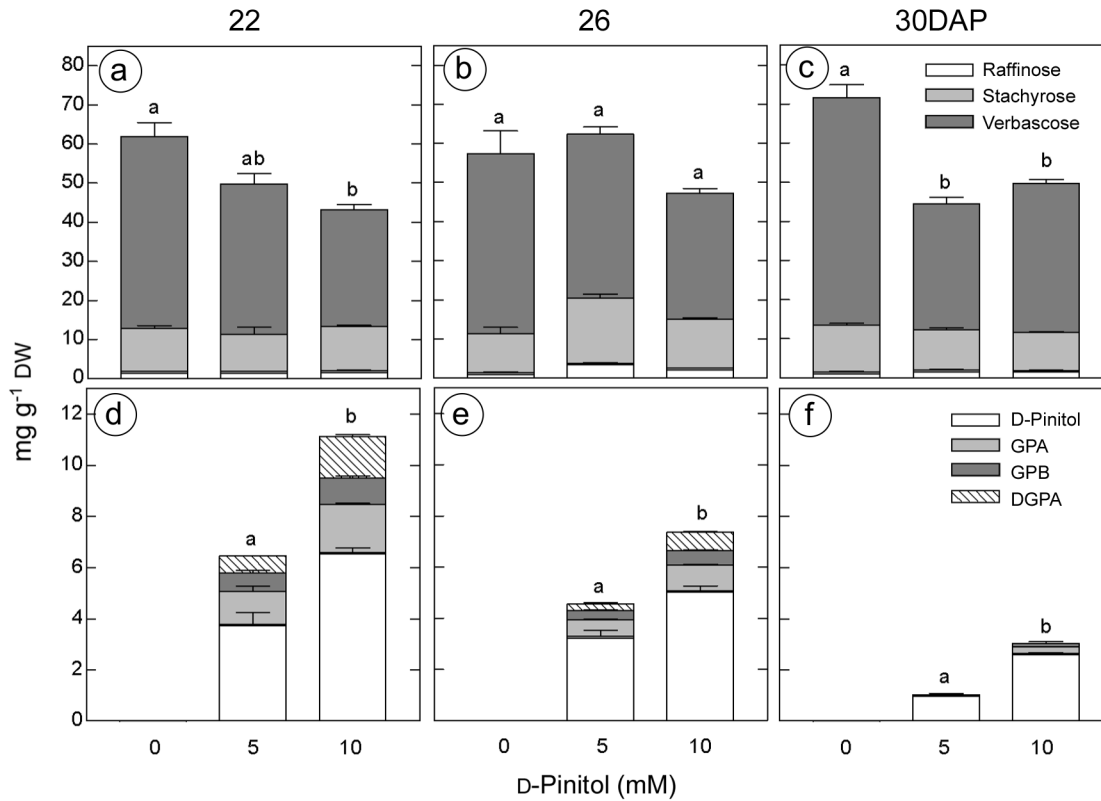 22 26 30DAP
a b c
80
70
60
50
40
30
20
10
0
a ab b
a a a
a b b
Raffinose
Stachyrose
Verbascose
mg g-1 DW
d e f
12
10
8
6
4
2
0
a b
a b
a b
D-Pinitol
GPA
GPB
DGPA
0 5 10 0 5 10 0 5 10
D-Pinitol (mM)